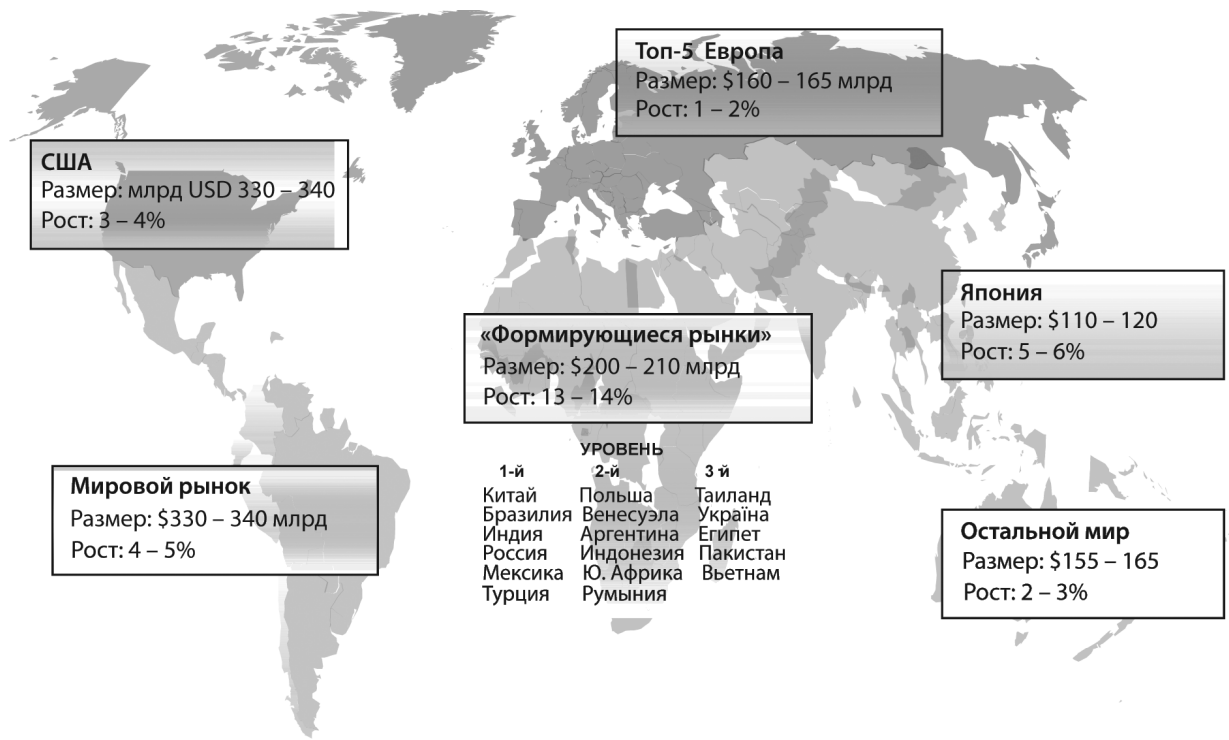 Топ-5 Европа
Размер: $160 – 165 млрд
Рост: 1 – 2%
США
Размер: млрд USD 330 – 340
Рост: 3 – 4%
Япония
Размер: $110 – 120
Рост: 5 – 6%
«Формирующиеся рынки»
Размер: $200 – 210 млрд
Рост: 13 – 14%
УРОВЕНЬ
1-й 2-й 3 й
Китай Польша Таиланд
Бразилия Венесуэла Україна
Индия Аргентина Египет
Россия Индонезия Пакистан
Мексика Ю. Африка Вьетнам
Турция Румыния
Мировой рынок
Размер: $330 – 340 млрд
Рост: 4 – 5%
Остальной мир
Размер: $155 – 165
Рост: 2 – 3%